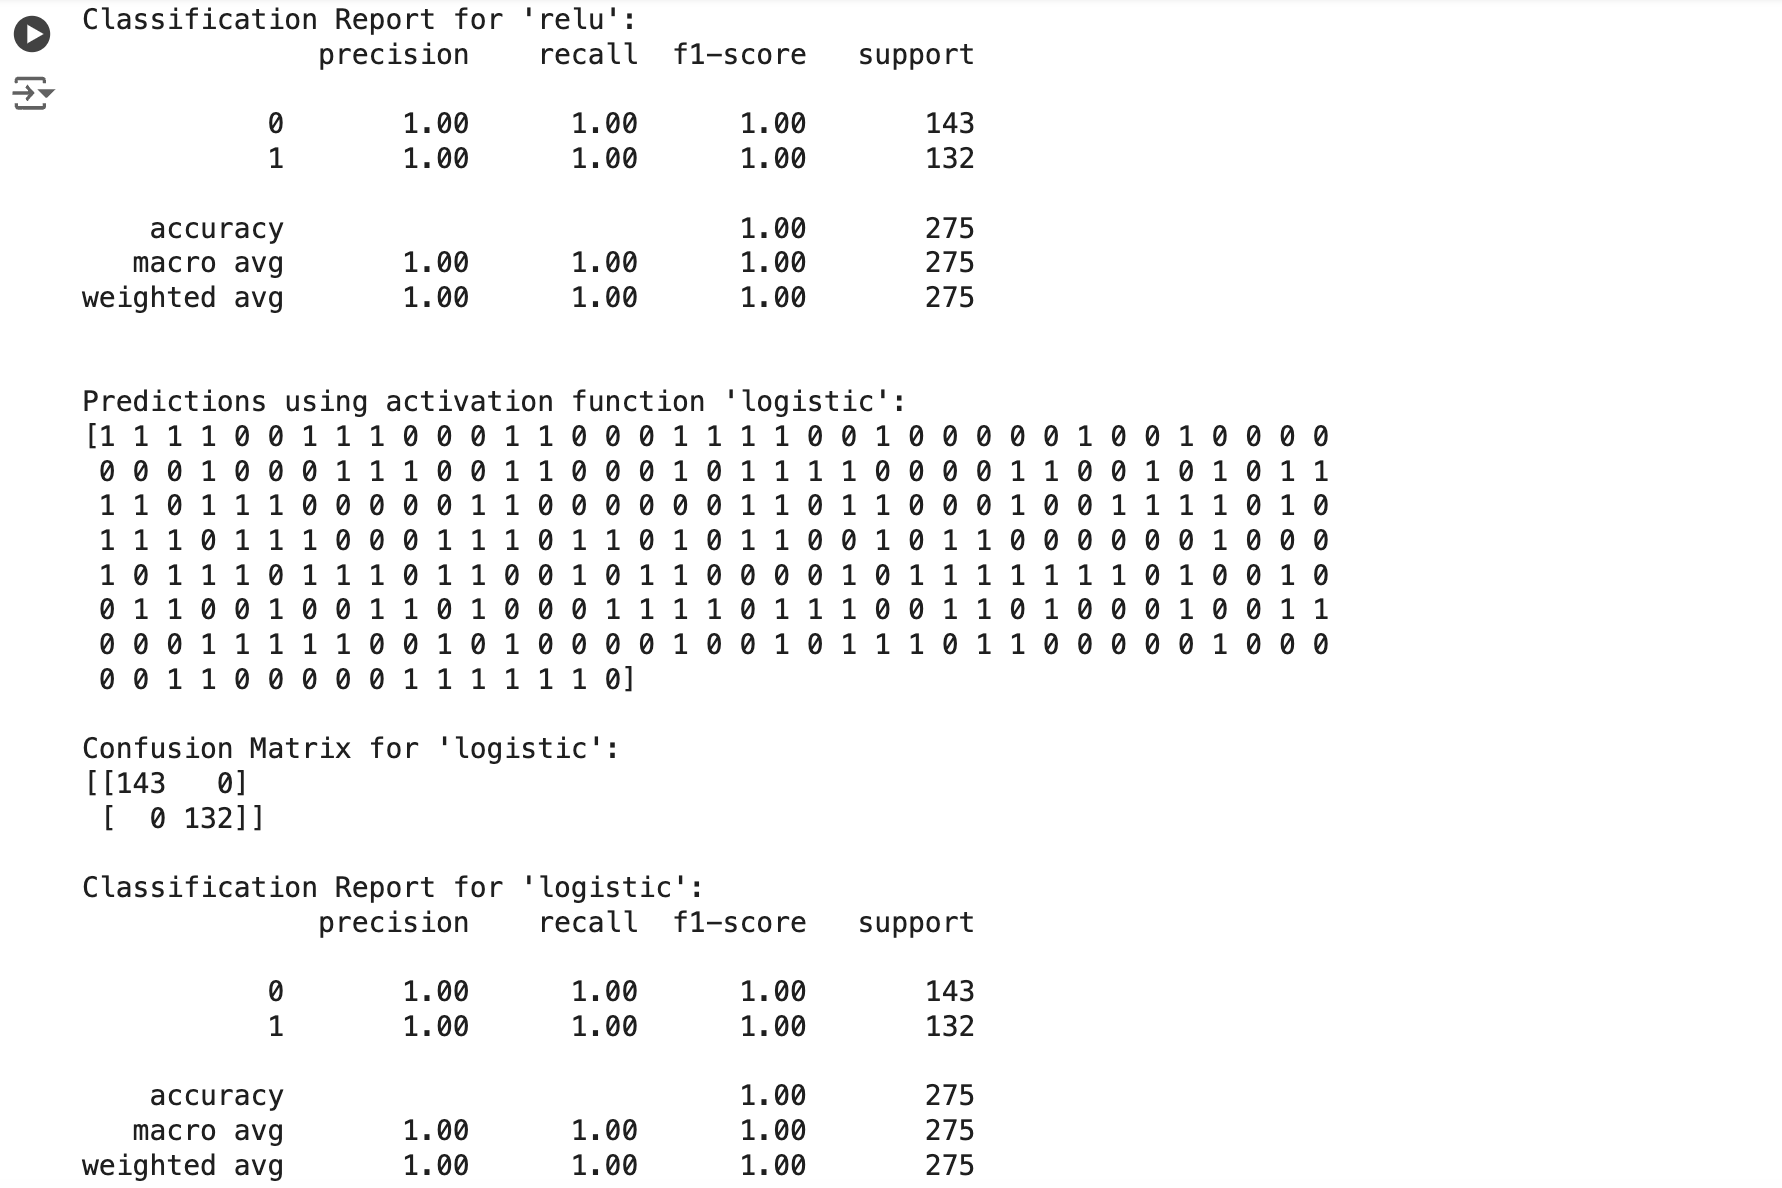 Classification Report for 'relu':
              precision    recall  f1-score   support

           0       1.00      1.00      1.00       143
           1       1.00      1.00      1.00       132

    accuracy                           1.00       275
   macro avg       1.00      1.00      1.00       275
weighted avg       1.00      1.00      1.00       275


Predictions using activation function 'logistic':
[1 1 1 1 0 0 1 1 1 0 0 0 1 1 0 0 0 1 1 1 1 0 0 1 0 0 0 0 0 1 0 0 1 0 0 0 0
 0 0 0 1 0 0 0 1 1 1 0 0 1 1 0 0 0 1 0 1 1 1 1 0 0 0 0 1 1 0 0 1 0 1 0 1 1
 1 1 0 1 1 1 0 0 0 0 0 1 1 0 0 0 0 0 0 1 1 0 1 1 0 0 0 1 0 0 1 1 1 1 0 1 0
 1 1 1 0 1 1 1 0 0 0 1 1 1 0 1 1 0 1 0 1 1 0 0 1 0 1 1 0 0 0 0 0 0 1 0 0 0
 1 0 1 1 1 0 1 1 1 0 1 1 0 0 1 0 1 1 0 0 0 0 1 0 1 1 1 1 1 1 1 0 1 0 0 1 0
 0 1 1 0 0 1 0 0 1 1 0 1 0 0 0 1 1 1 1 0 1 1 1 0 0 1 1 0 1 0 0 0 1 0 0 1 1
 0 0 0 1 1 1 1 1 0 0 1 0 1 0 0 0 0 1 0 0 1 0 1 1 1 0 1 1 0 0 0 0 0 1 0 0 0
 0 0 1 1 0 0 0 0 0 1 1 1 1 1 1 0]

Confusion Matrix for 'logistic':
[[143   0]
 [  0 132]]

Classification Report for 'logistic':
              precision    recall  f1-score   support

           0       1.00      1.00      1.00       143
           1       1.00      1.00      1.00       132

    accuracy                           1.00       275
   macro avg       1.00      1.00      1.00       275
weighted avg       1.00      1.00      1.00       275